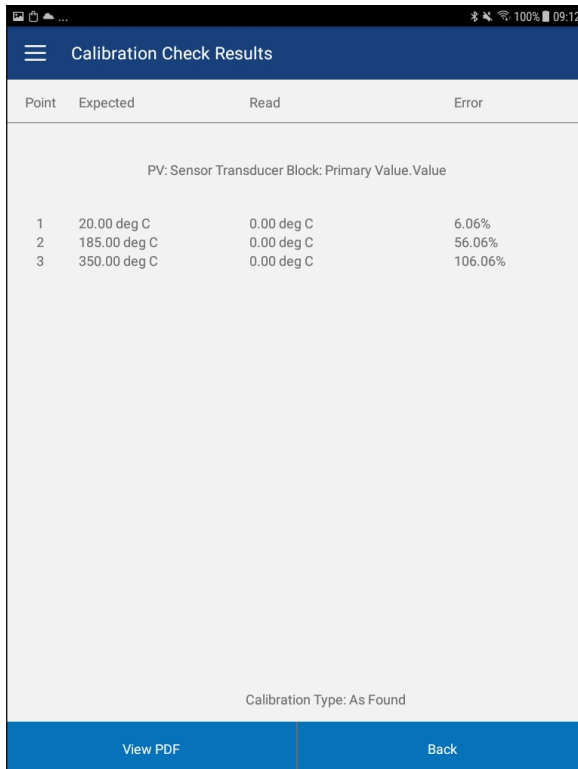 ... 100% 09:12
Calibration Check Results
Point Expected Read Error
PV: Sensor Transducer Block: Primary Value.Value
1 20.00 deg C 0.00 deg C 6.06%
2 185.00 deg C 0.00 deg C 56.06%
3 350.00 deg C 0.00 deg C 106.06%
Calibration Type: As Found
View PDF Back